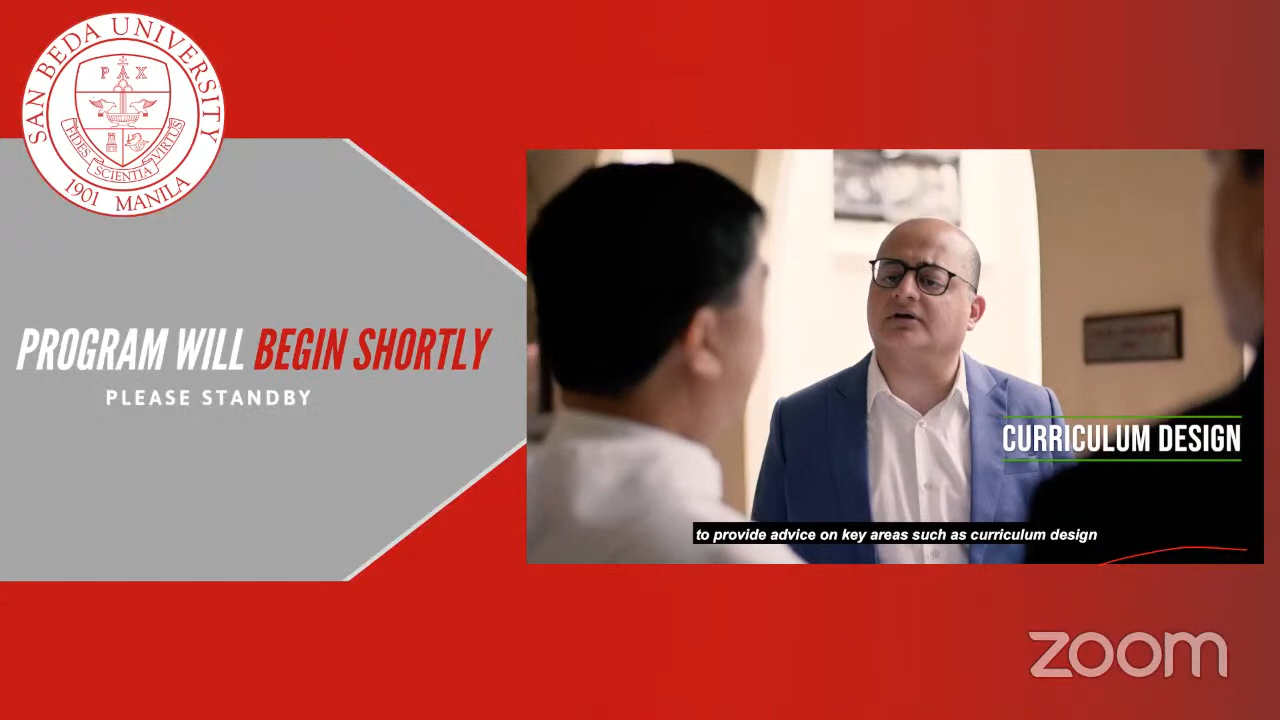 SAN BEDA UNIVERSITY
PAX
FIDES
SCIENTIA
VIRTUS
1901 MANILA
PROGRAM WILL BEGIN SHORTLY
PLEASE STANDBY
CURRICULUM DESIGN
to provide advice on key areas such as curriculum design
zoom